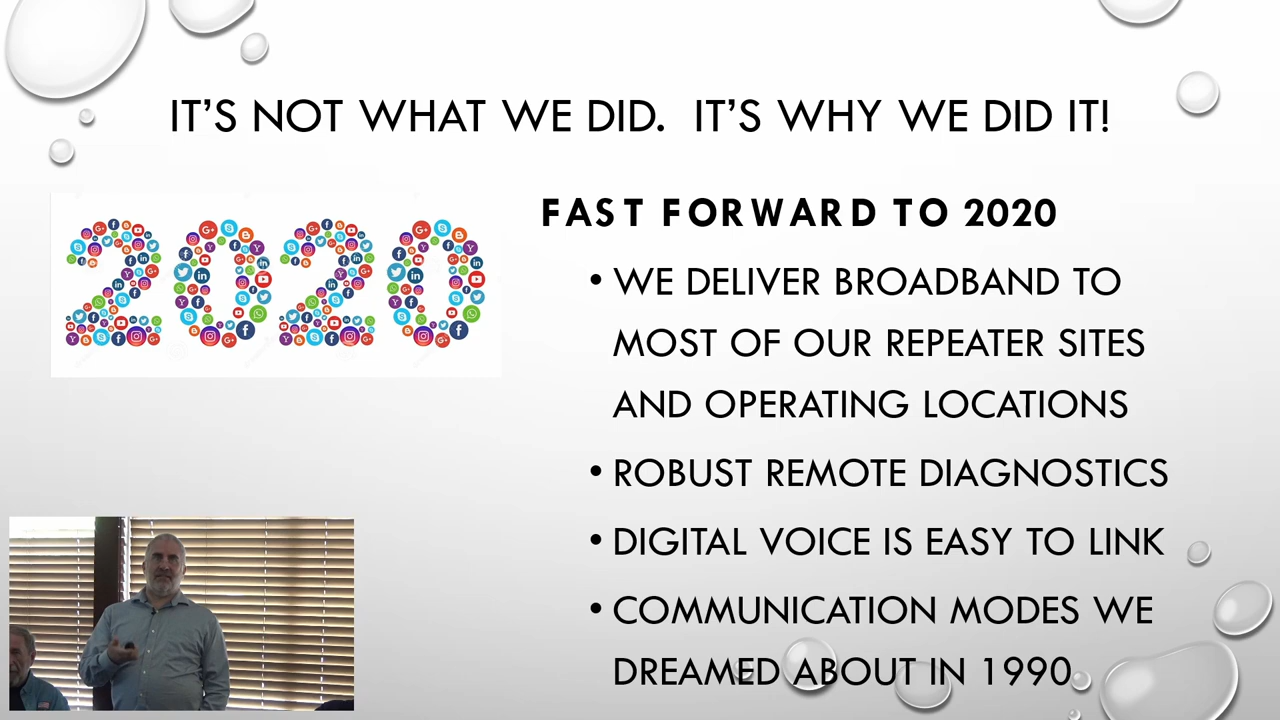 IT'S NOT WHAT WE DID. IT'S WHY WE DID IT!
2020
FAST FORWARD TO 2020
• WE DELIVER BROADBAND TO
MOST OF OUR REPEATER SITES
AND OPERATING LOCATIONS
• ROBUST REMOTE DIAGNOSTICS
• DIGITAL VOICE IS EASY TO LINK
• COMMUNICATION MODES WE
DREAMED ABOUT IN 1990